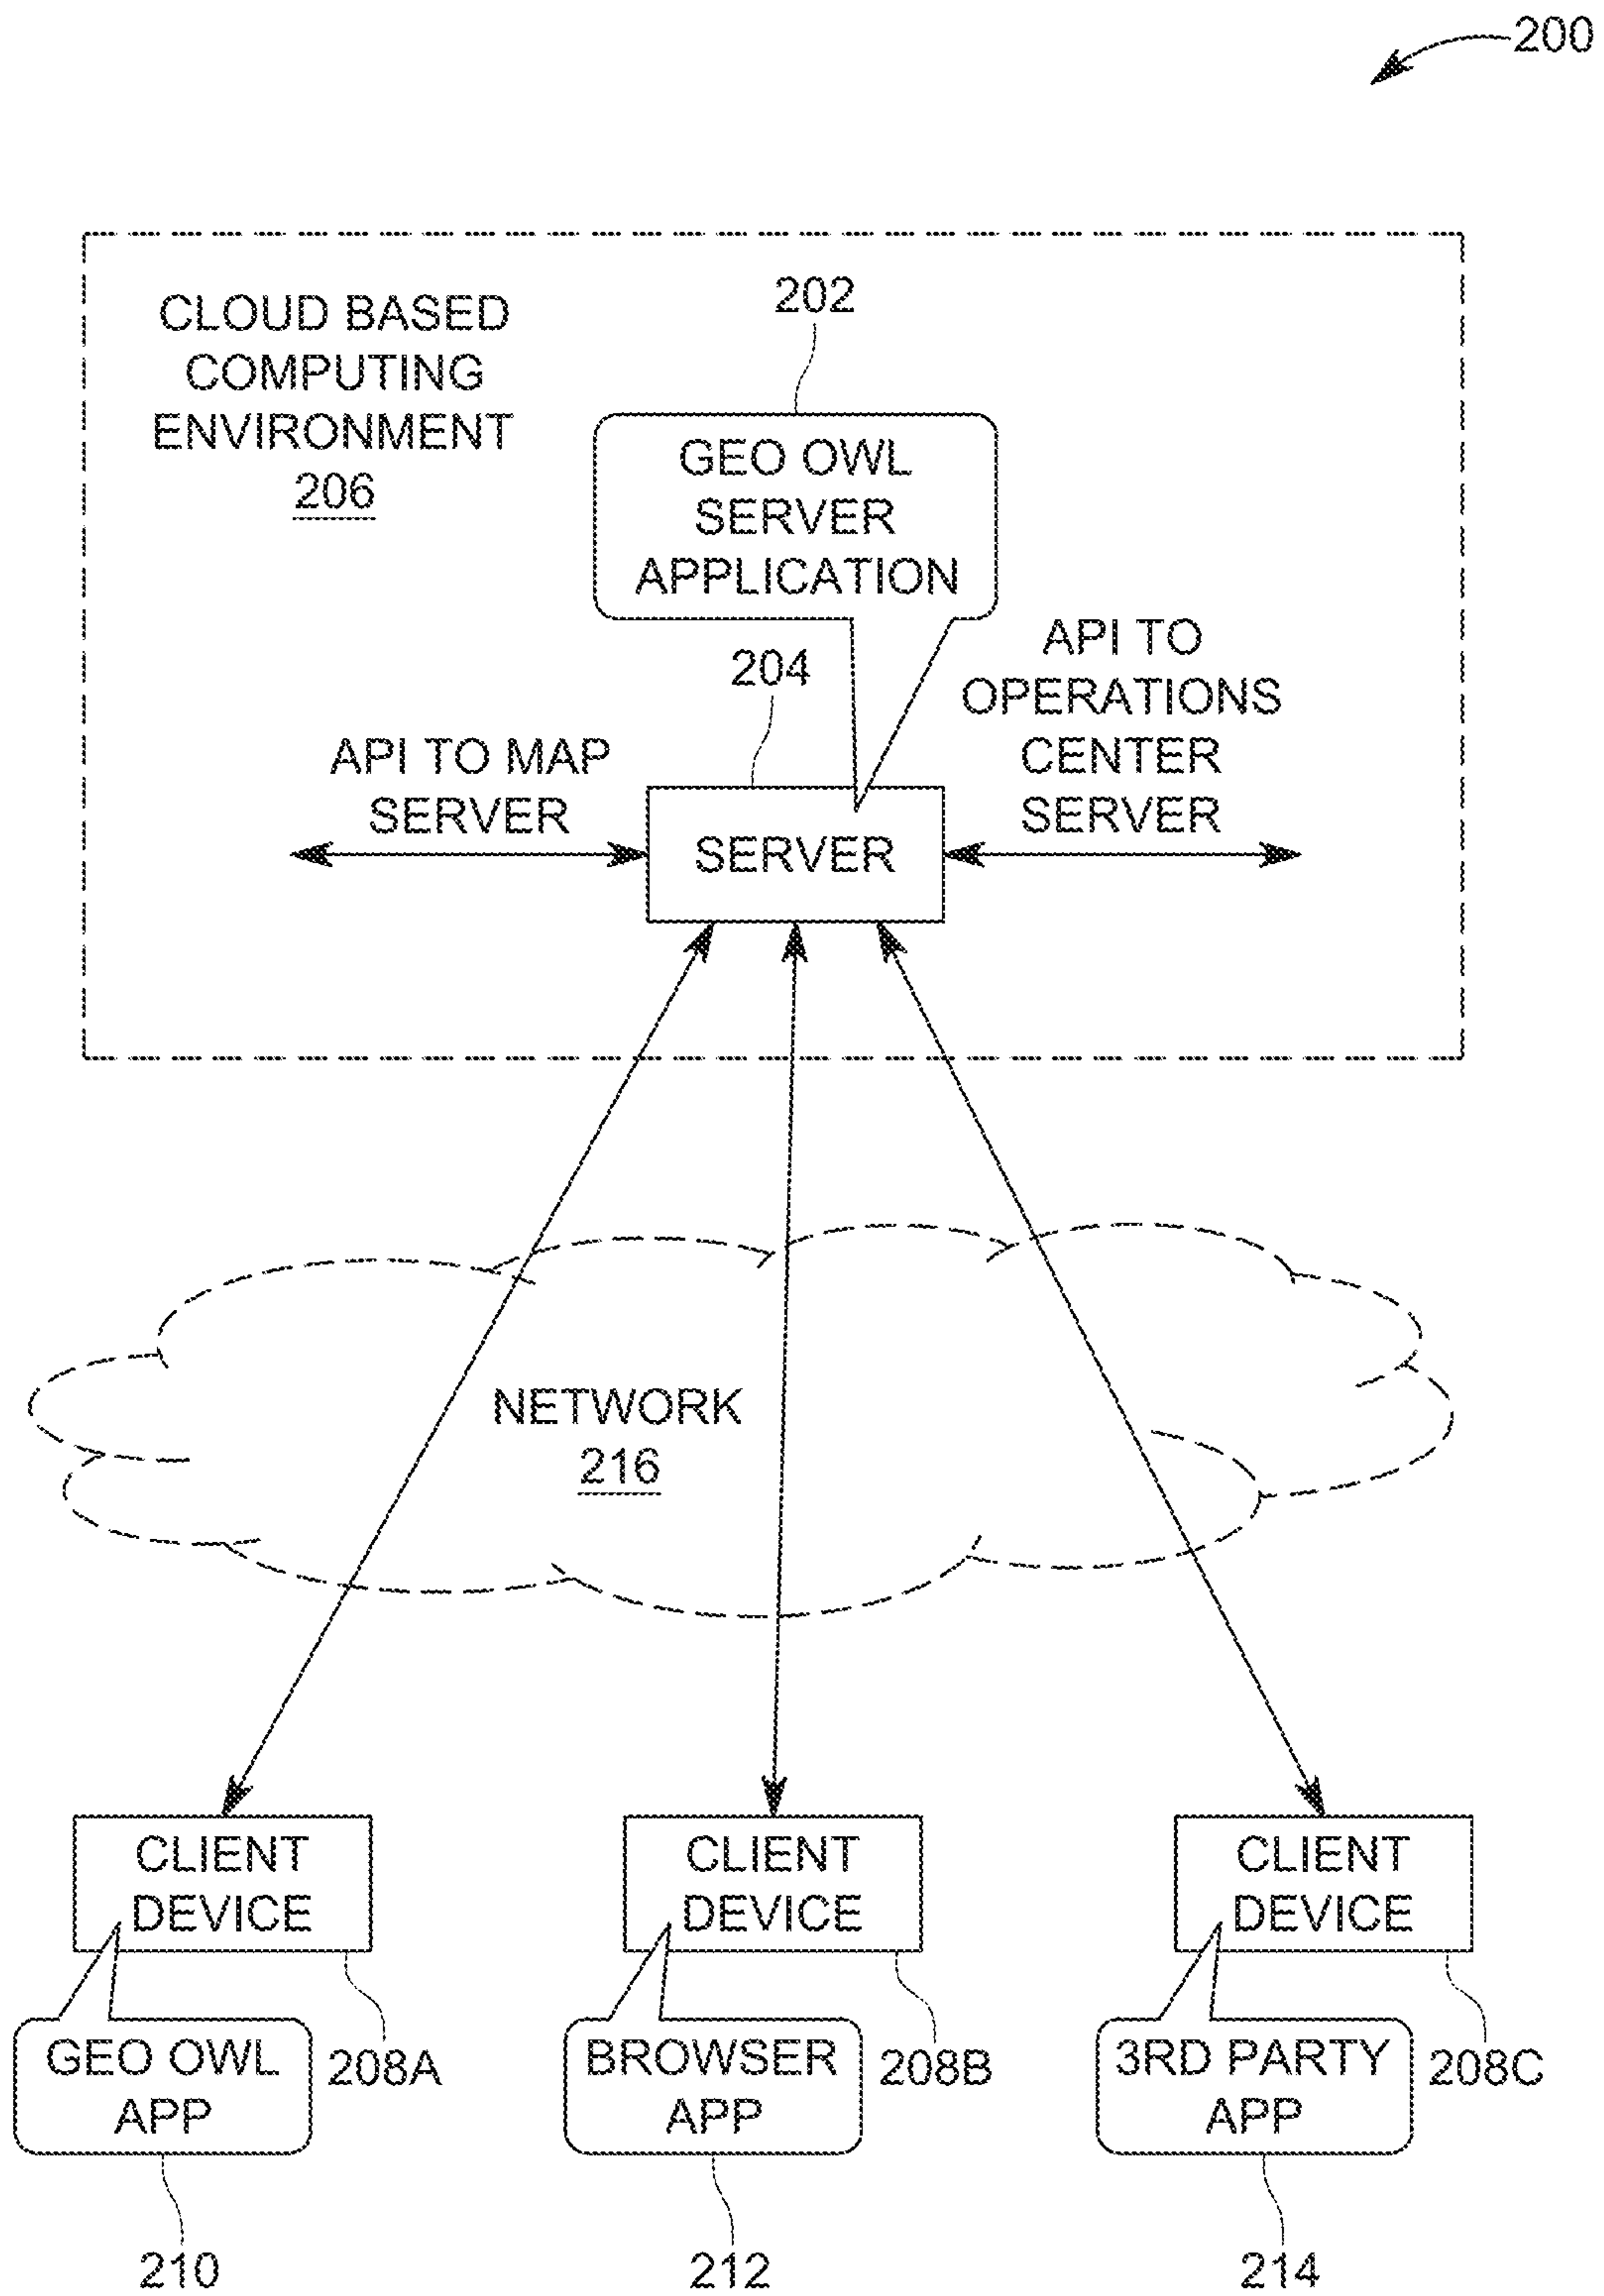 200
CLOUD BASED
COMPUTING
ENVIRONMENT
206
202
GEO OWL
SERVER
APPLICATION
204
API TO MAP
SERVER
API TO
OPERATIONS
CENTER
SERVER
SERVER
NETWORK
216
CLIENT
DEVICE
GEO OWL
APP
208A
210
CLIENT
DEVICE
BROWSER
APP
208B
212
CLIENT
DEVICE
3RD PARTY
APP
208C
214